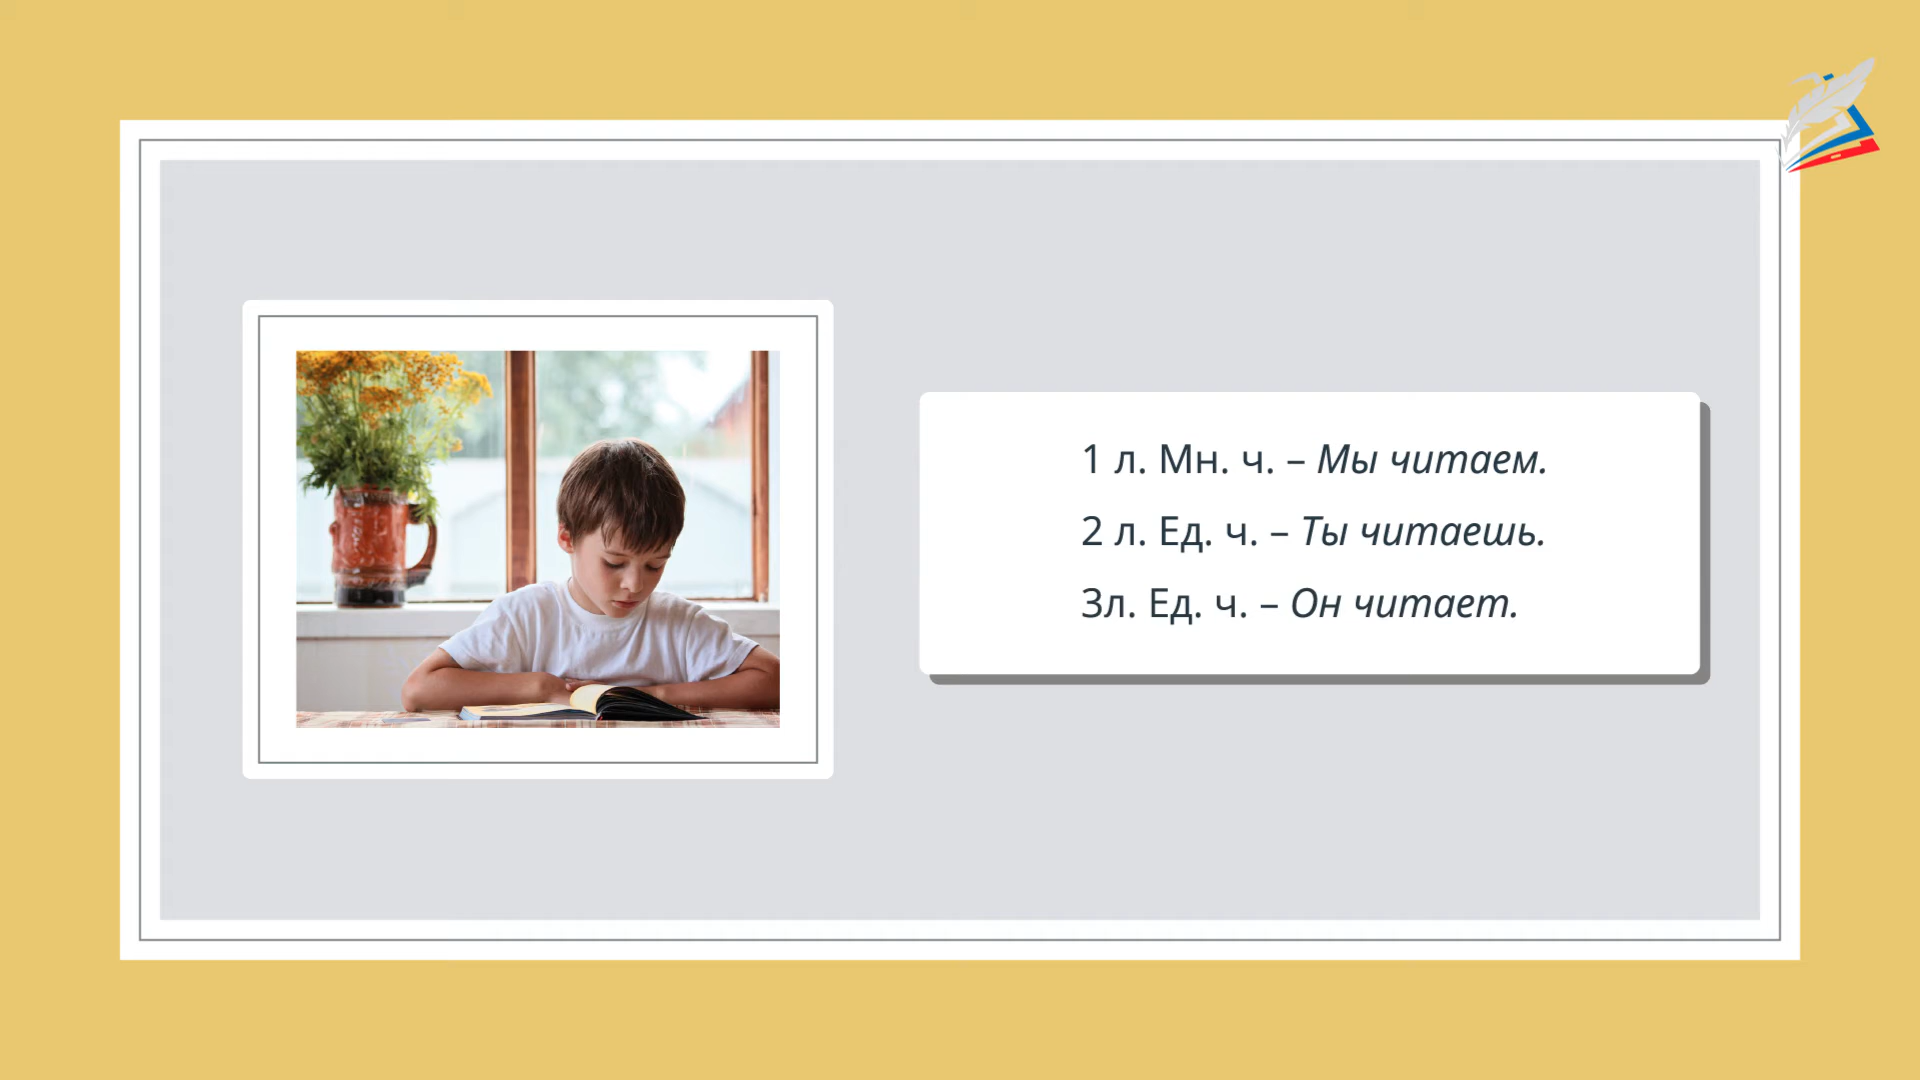 1 л. Мн. ч. – Мы читаем.
2 л. Ед. ч. – Ты читаешь.
3л. Ед. ч. – Он читает.